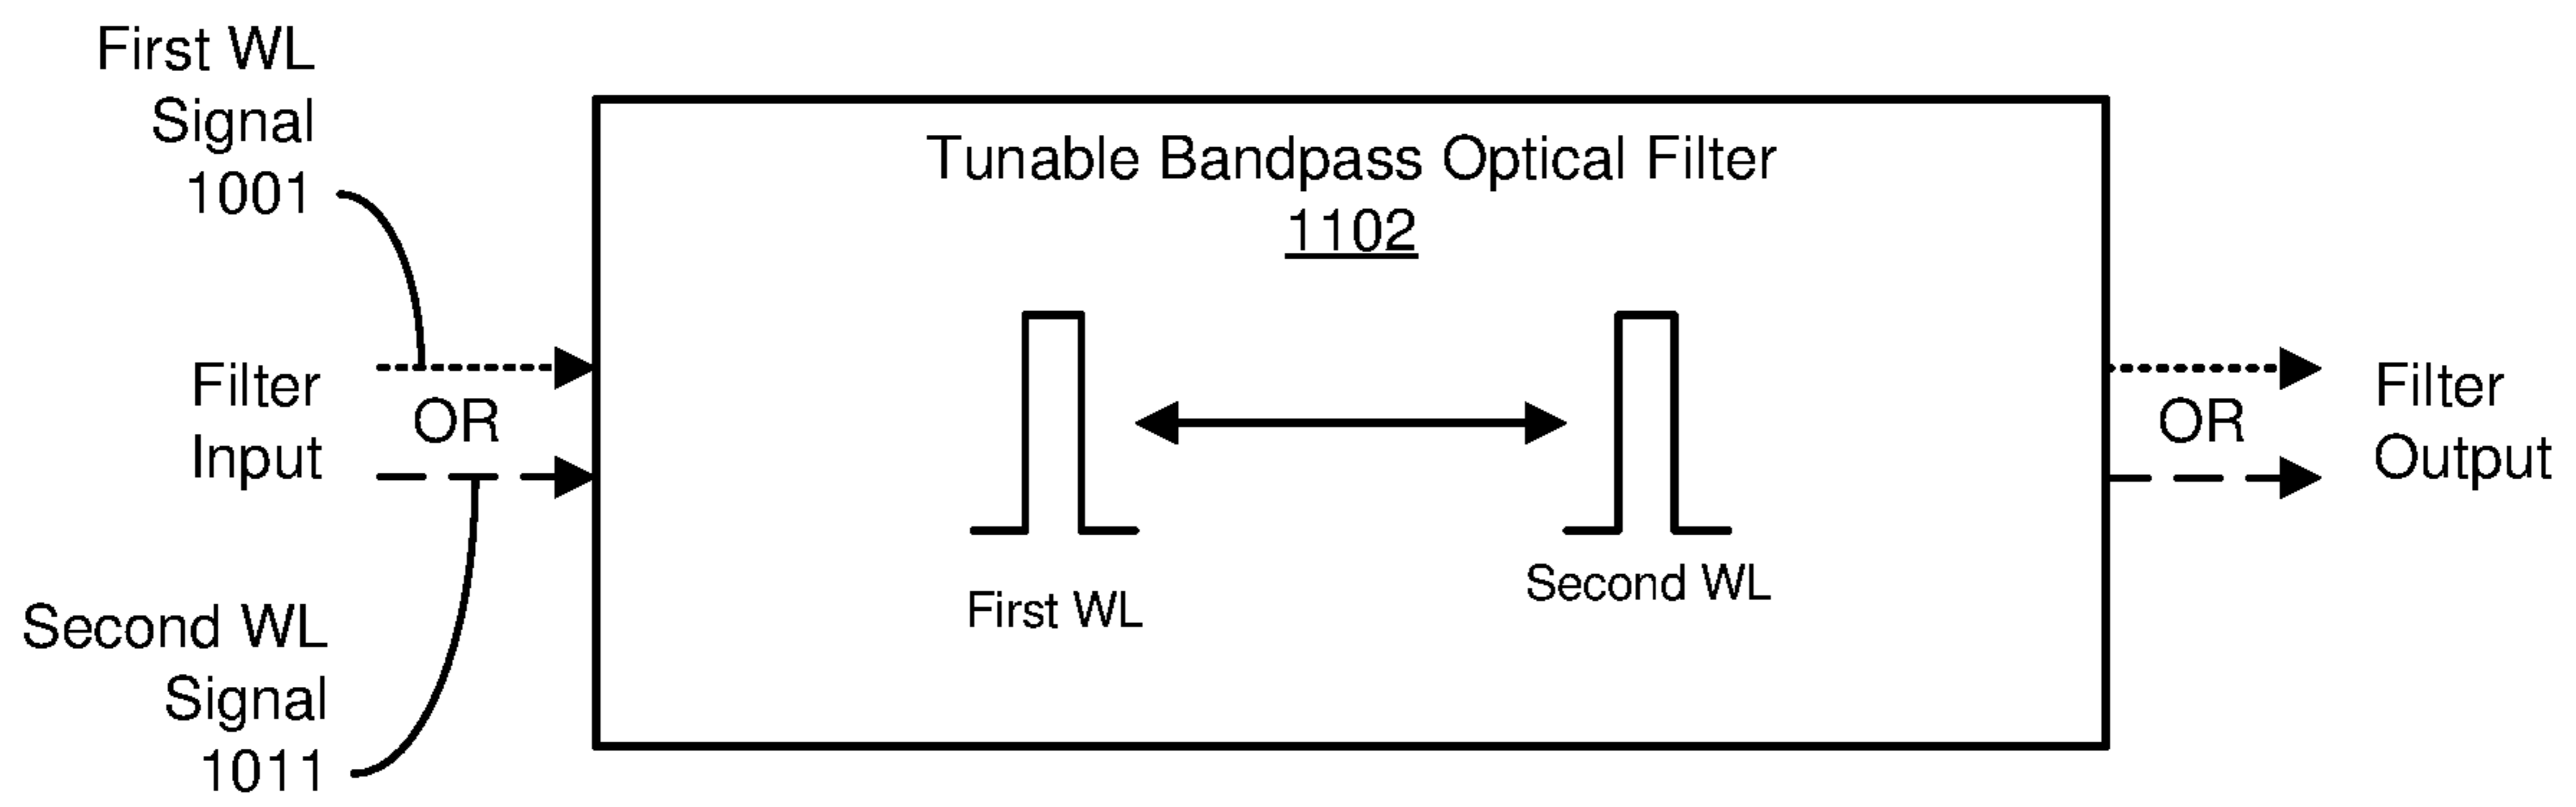 First WL
Signal
1001
Tunable Bandpass Optical Filter
1102
Filter
Input
OR
OR
Filter
Output
First WL
Second WL
Second WL
Signal
1011